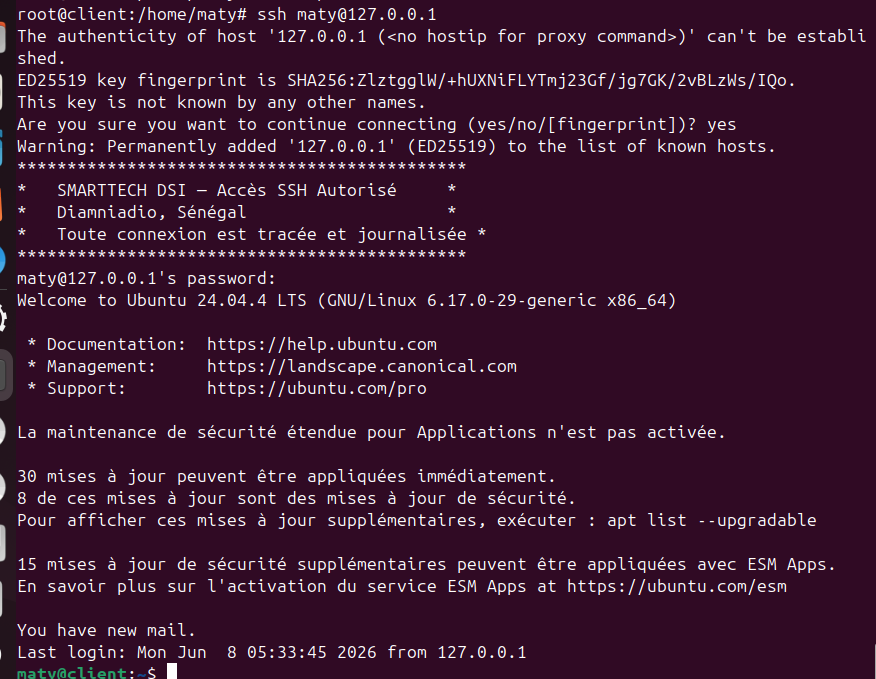 root@client:/home/maty# ssh maty@127.0.0.1
The authenticity of host '127.0.0.1 (<no hostip for proxy command>)' can't be establi
shed.
ED25519 key fingerprint is SHA256:ZlztgglW/+hUXNiFLYTmj23Gf/jg7GK/2vBLzWs/IQo.
This key is not known by any other names.
Are you sure you want to continue connecting (yes/no/[fingerprint])? yes
Warning: Permanently added '127.0.0.1' (ED25519) to the list of known hosts.
*********************************************
*   SMARTTECH DSI — Accès SSH Autorisé     *
*   Diamniadio, Sénégal                    *
*   Toute connexion est tracée et journalisée *
*********************************************
maty@127.0.0.1's password:
Welcome to Ubuntu 24.04.4 LTS (GNU/Linux 6.17.0-29-generic x86_64)
 * Documentation:  https://help.ubuntu.com
 * Management:     https://landscape.canonical.com
 * Support:        https://ubuntu.com/pro
La maintenance de sécurité étendue pour Applications n'est pas activée.
30 mises à jour peuvent être appliquées immédiatement.
8 de ces mises à jour sont des mises à jour de sécurité.
Pour afficher ces mises à jour supplémentaires, exécuter : apt list --upgradable
15 mises à jour de sécurité supplémentaires peuvent être appliquées avec ESM Apps.
En savoir plus sur l'activation du service ESM Apps at https://ubuntu.com/esm
You have new mail.
Last login: Mon Jun  8 05:33:45 2026 from 127.0.0.1
maty@client:~$